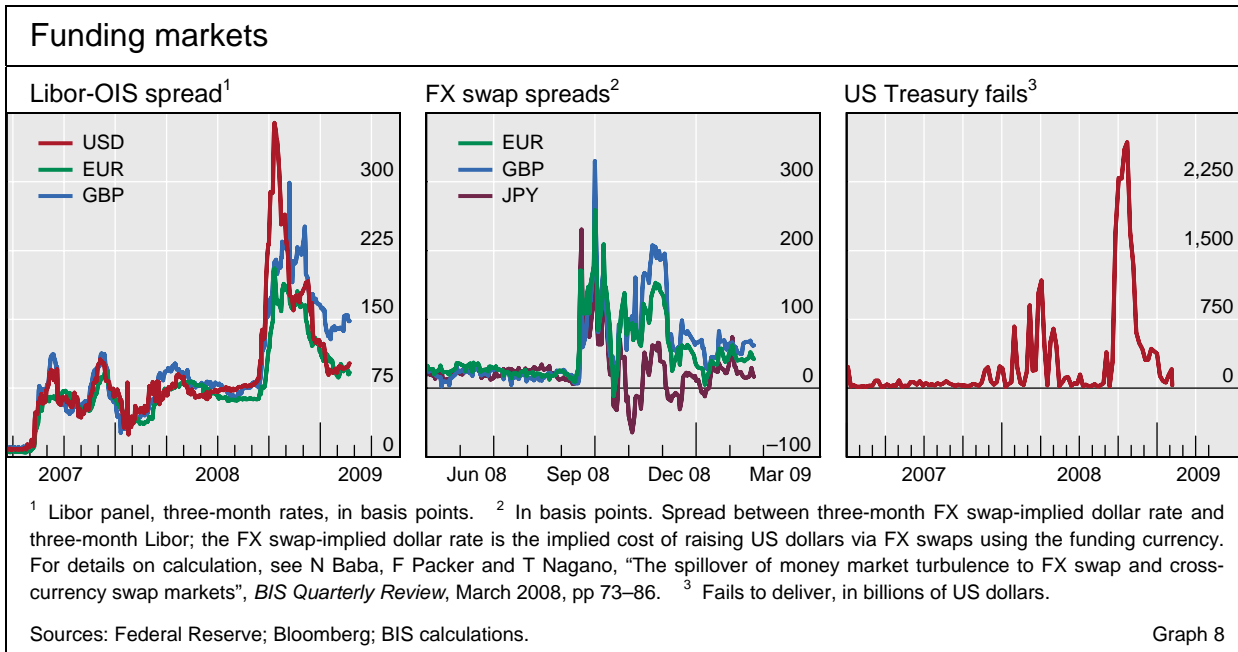 Funding markets
Libor-OIS spread1
USD
EUR
GBP
300
225
150
75
0
2007 2008 2009
FX swap spreads2
EUR
GBP
JPY
300
200
100
0
–100
Jun 08 Sep 08 Dec 08 Mar 09
US Treasury fails3
2,250
1,500
750
0
2007 2008 2009
1 Libor panel, three-month rates, in basis points. 2 In basis points. Spread between three-month FX swap-implied dollar rate and
three-month Libor; the FX swap-implied dollar rate is the implied cost of raising US dollars via FX swaps using the funding currency.
For details on calculation, see N Baba, F Packer and T Nagano, “The spillover of money market turbulence to FX swap and cross-
currency swap markets”, BIS Quarterly Review, March 2008, pp 73–86. 3 Fails to deliver, in billions of US dollars.
Sources: Federal Reserve; Bloomberg; BIS calculations. Graph 8